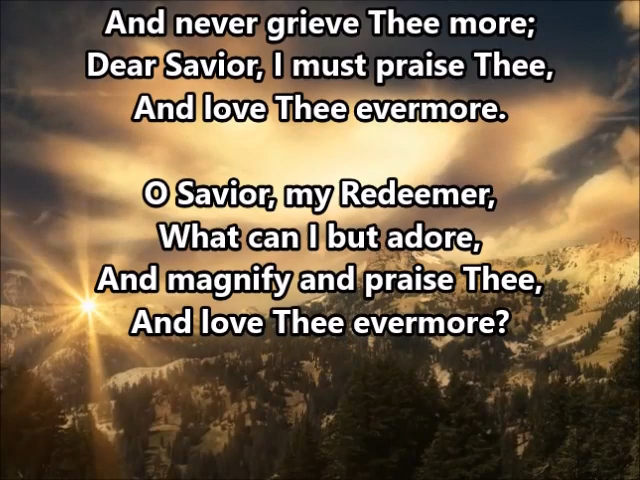 And never grieve Thee more;
Dear Savior, I must praise Thee,
And love Thee evermore.
O Savior, my Redeemer,
What can I but adore,
And magnify and praise Thee,
And love Thee evermore?